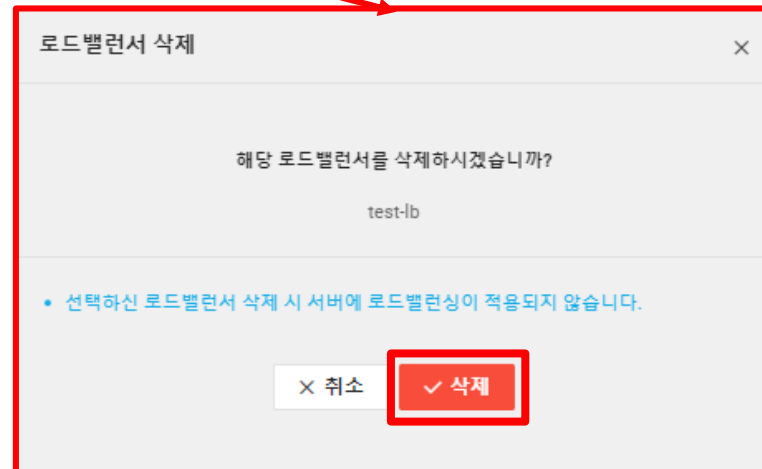 로드밸런서 삭제
해당 로드밸런서를 삭제하시겠습니까?
test-lb
• 선택하신 로드밸런서 삭제 시 서버에 로드밸런싱이 적용되지 않습니다.
취소
삭제